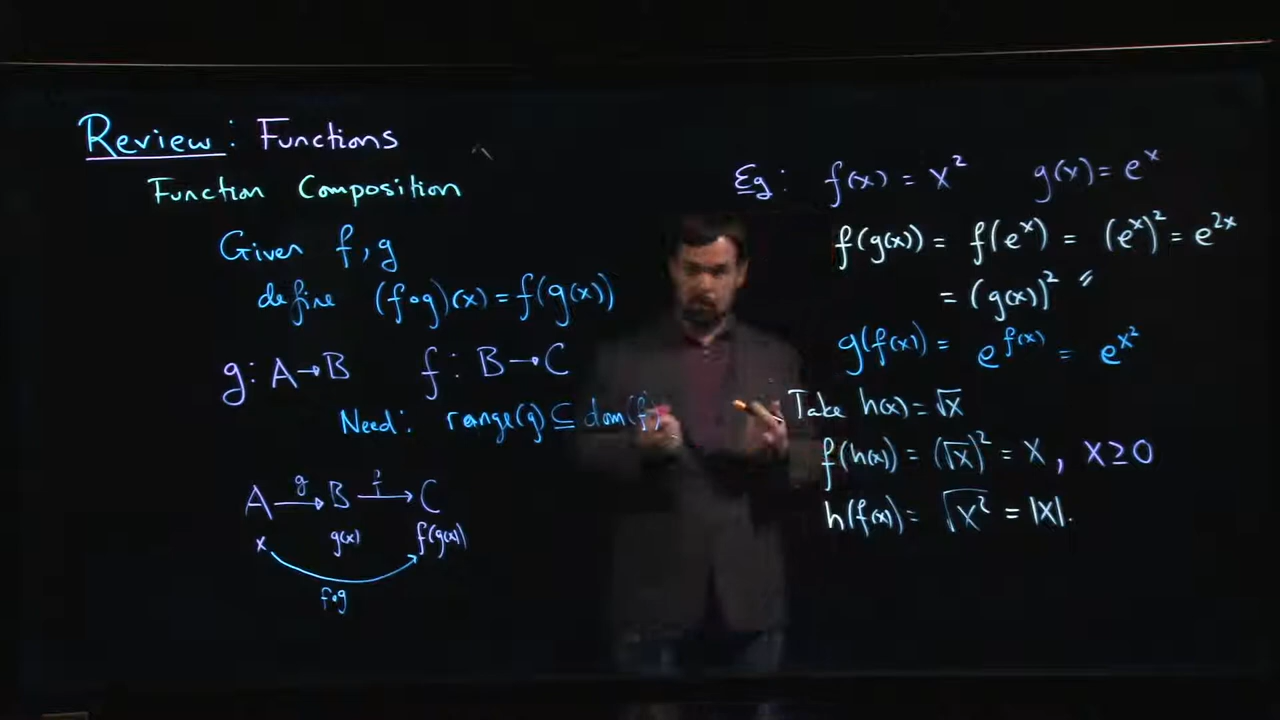 Review: Functions
Function Composition
Given f, g
define (f∘g)(x) = f(g(x))
g: A→B f: B→C
Need: range(g) ⊆ dom(f)
A →g B →f C
x g(x) f(g(x))
f∘g
Eg: f(x) = x² g(x) = eˣ
f(g(x)) = f(eˣ) = (eˣ)² = e²ˣ
= (g(x))² 〃
g(f(x)) = e^f(x) = e^x²
Take h(x) = √x
f(h(x)) = (√x)² = x, x ≥ 0
h(f(x)) = √x² = |x|.